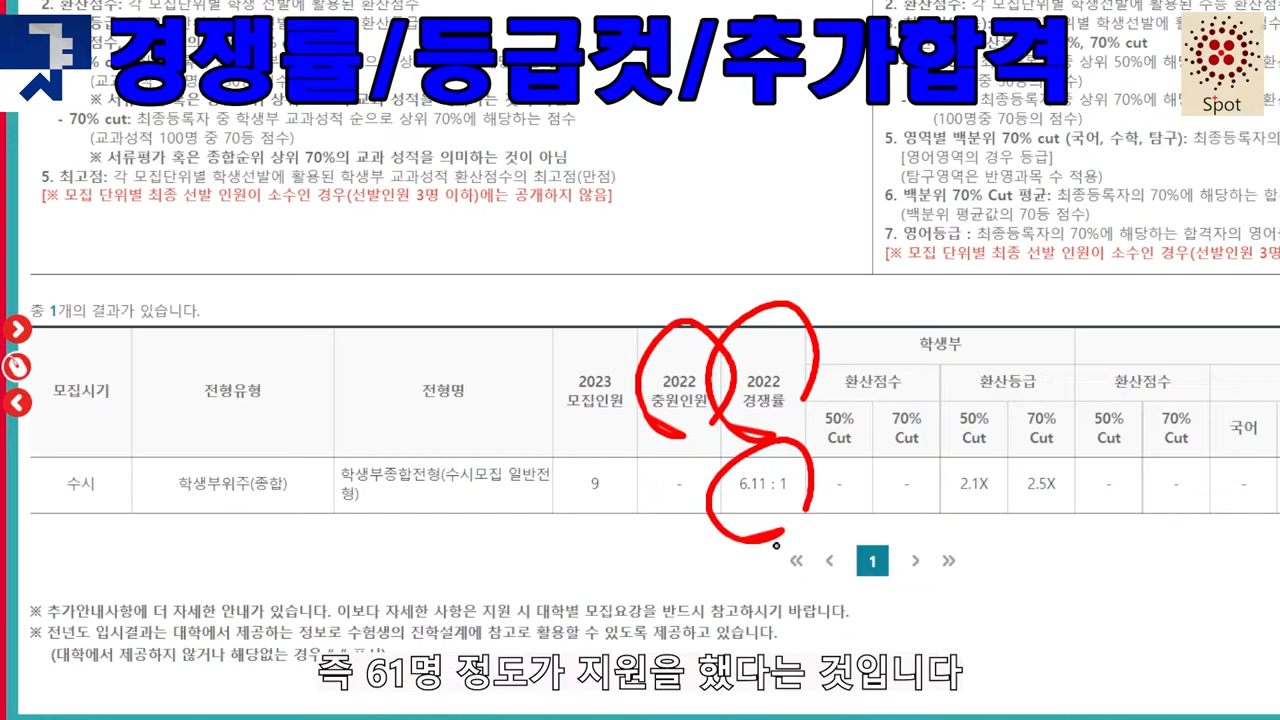 경쟁률/등급컷/추가합격
Spot
- 70% cut: 최종등록자 중 학생부 교과성적 순으로 상위 70%에 해당하는 점수
(교과성적 100명 중 70등 점수)
※ 서류평가 혹은 종합순위 상위 70%의 교과 성적을 의미하는 것이 아님
5. 최고점: 각 모집단위별 학생선발에 활용된 학생부 교과성적 환산점수의 최고점(만점)
[※ 모집 단위별 최종 선발 인원이 소수인 경우(선발인원 3명 이하)에는 공개하지 않음]
(100명중 70등의 점수)
5. 영역별 백분위 70% cut (국어, 수학, 탐구): 최종등록자의
[영어영역의 경우 등급]
(탐구영역은 반영과목 수 적용)
6. 백분위 70% Cut 평균: 최종등록자의 70%에 해당하는 합
(백분위 평균값의 70등 점수)
7. 영어등급 : 최종등록자의 70%에 해당하는 합격자의 영어
[※ 모집 단위별 최종 선발 인원이 소수인 경우(선발인원 3명
총 1개의 결과가 있습니다.
모집시기 전형유형 전형명 2023 모집인원 2022 충원인원 2022 경쟁률 학생부
환산점수 환산등급 환산점수
50% Cut 70% Cut 50% Cut 70% Cut 50% Cut 70% Cut 국어
수시 학생부위주(종합) 학생부종합전형(수시모집 일반전형) 9 - 6.11 : 1 - - 2.1X 2.5X - - -
« ‹ 1 › »
※ 추가안내사항에 더 자세한 안내가 있습니다. 이보다 자세한 사항은 지원 시 대학별 모집요강을 반드시 참고하시기 바랍니다.
※ 전년도 입시결과는 대학에서 제공하는 정보로 수험생의 진학설계에 참고로 활용할 수 있도록 제공하고 있습니다.
(대학에서 제공하지 않거나 해당없는 경우
즉 61명 정도가 지원을 했다는 것입니다